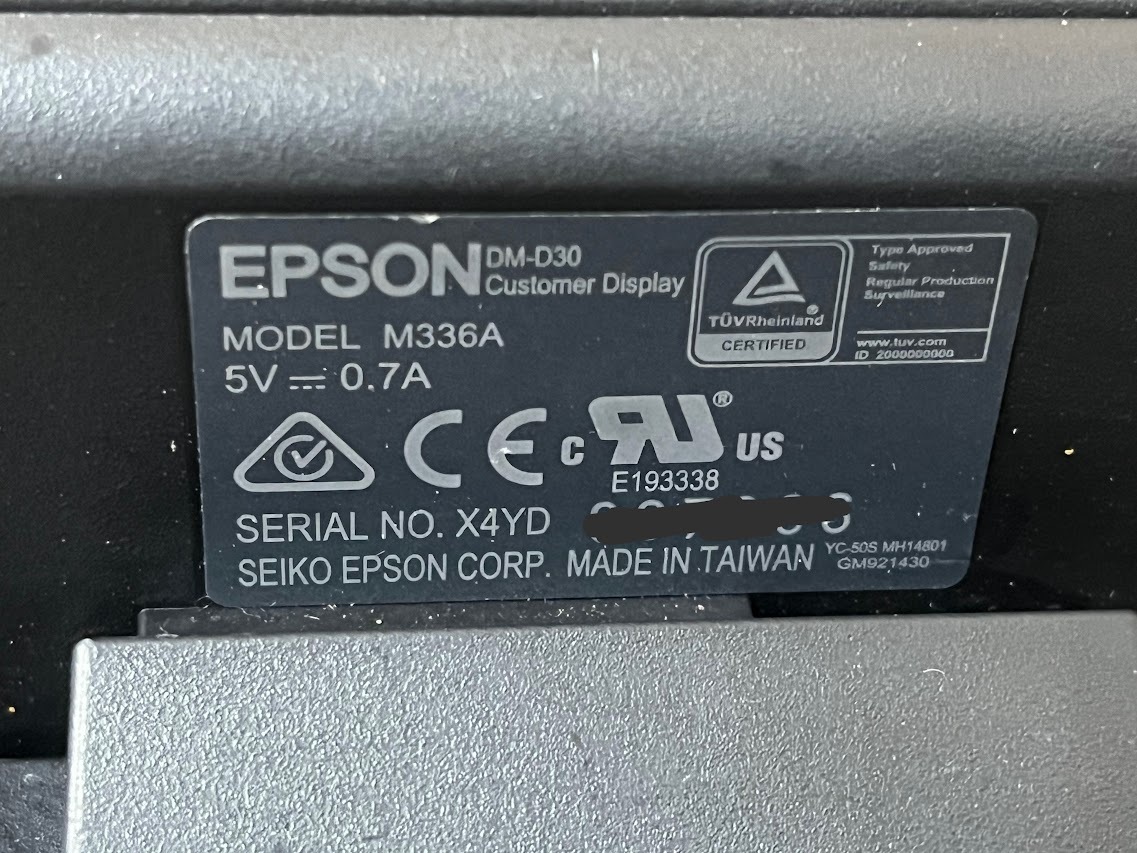 EPSON DM-D30
Customer Display
MODEL M336A
5V ⎓ 0.7A
TÜVRheinland®
CERTIFIED
Type Approved
Safety
Regular Production
Surveillance
www.tuv.com
ID 2000000000
CE c RU® US
E193338
SERIAL NO. X4YD
SEIKO EPSON CORP. MADE IN TAIWAN
YC-50S MH14801
GM921430